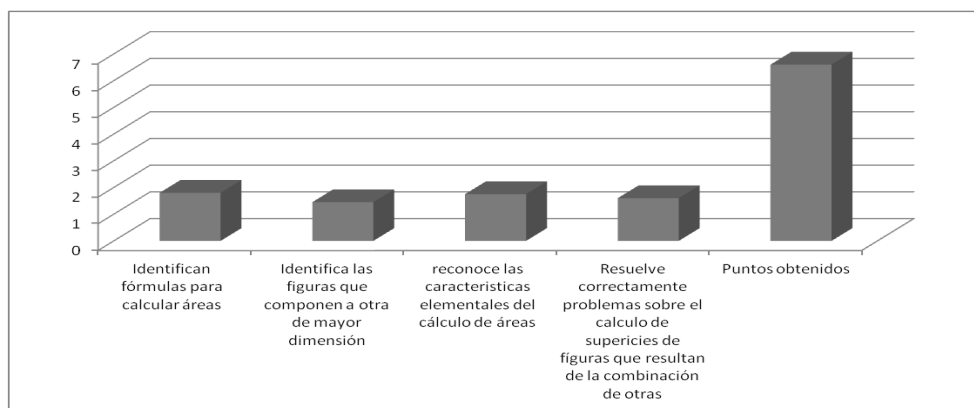 7
6
5
4
3
2
1
0
Identifican
fórmulas para
calcular áreas
Identifica las
figuras que
componen a otra
de mayor
dimensión
reconoce las
caracteristicas
elementales del
cálculo de áreas
Resuelve
correctamente
problemas sobre el
calculo de
supericies de
fíguras que resultan
de la combinación
de otras
Puntos obtenidos